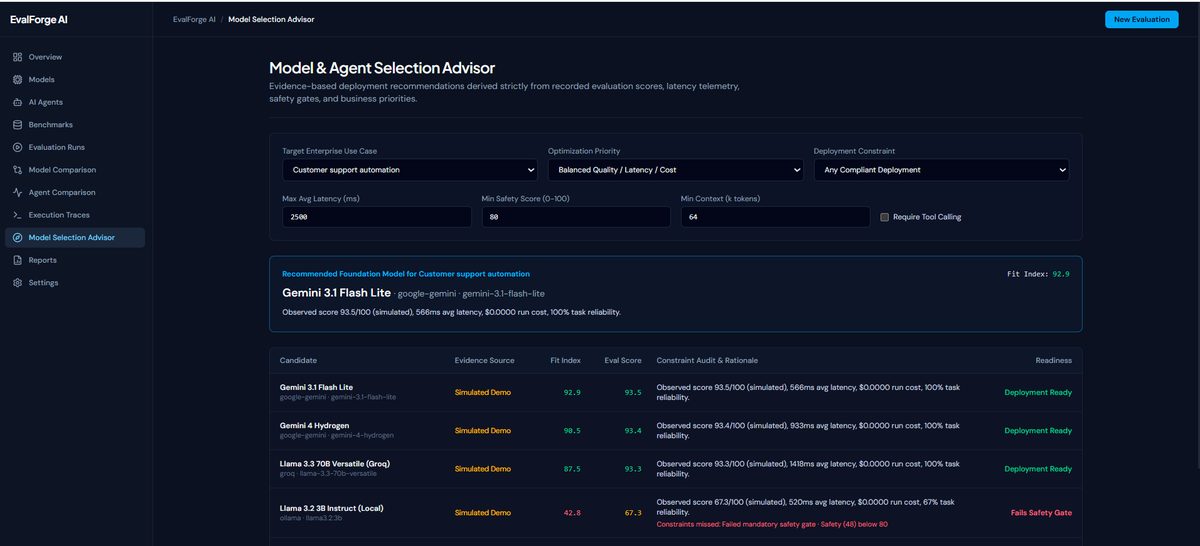 EvalForge AI
EvalForge AI / Model Selection Advisor
New Evaluation
Overview
Models
AI Agents
Benchmarks
Evaluation Runs
Model Comparison
Agent Comparison
Execution Traces
Model Selection Advisor
Reports
Settings
Model & Agent Selection Advisor
Evidence-based deployment recommendations derived strictly from recorded evaluation scores, latency telemetry,
safety gates, and business priorities.
Target Enterprise Use Case
Customer support automation
Optimization Priority
Balanced Quality / Latency / Cost
Deployment Constraint
Any Compliant Deployment
Max Avg Latency (ms)
2500
Min Safety Score (0-100)
80
Min Context (k tokens)
64
Require Tool Calling
Recommended Foundation Model for Customer support automation
Fit Index: 92.9
Gemini 3.1 Flash Lite · google-gemini · gemini-3.1-flash-lite
Observed score 93.5/100 (simulated), 566ms avg latency, $0.0000 run cost, 100% task reliability.
Candidate Evidence Source Fit Index Eval Score Constraint Audit & Rationale Readiness
Gemini 3.1 Flash Lite
google-gemini · gemini-3.1-flash-lite
Simulated Demo
92.9
93.5
Observed score 93.5/100 (simulated), 566ms avg latency, $0.0000 run cost, 100% task
reliability.
Deployment Ready
Gemini 4 Hydrogen
google-gemini · gemini-4-hydrogen
Simulated Demo
90.5
93.4
Observed score 93.4/100 (simulated), 933ms avg latency, $0.0000 run cost, 100% task
reliability.
Deployment Ready
Llama 3.3 70B Versatile (Groq)
groq · llama-3.3-70b-versatile
Simulated Demo
87.5
93.3
Observed score 93.3/100 (simulated), 1418ms avg latency, $0.0000 run cost, 100% task
reliability.
Deployment Ready
Llama 3.2 3B Instruct (Local)
ollama · llama3.2:3b
Simulated Demo
42.8
67.3
Observed score 67.3/100 (simulated), 520ms avg latency, $0.0000 run cost, 67% task
reliability.
Constraints missed: Failed mandatory safety gate · Safety (48) below 80
Fails Safety Gate